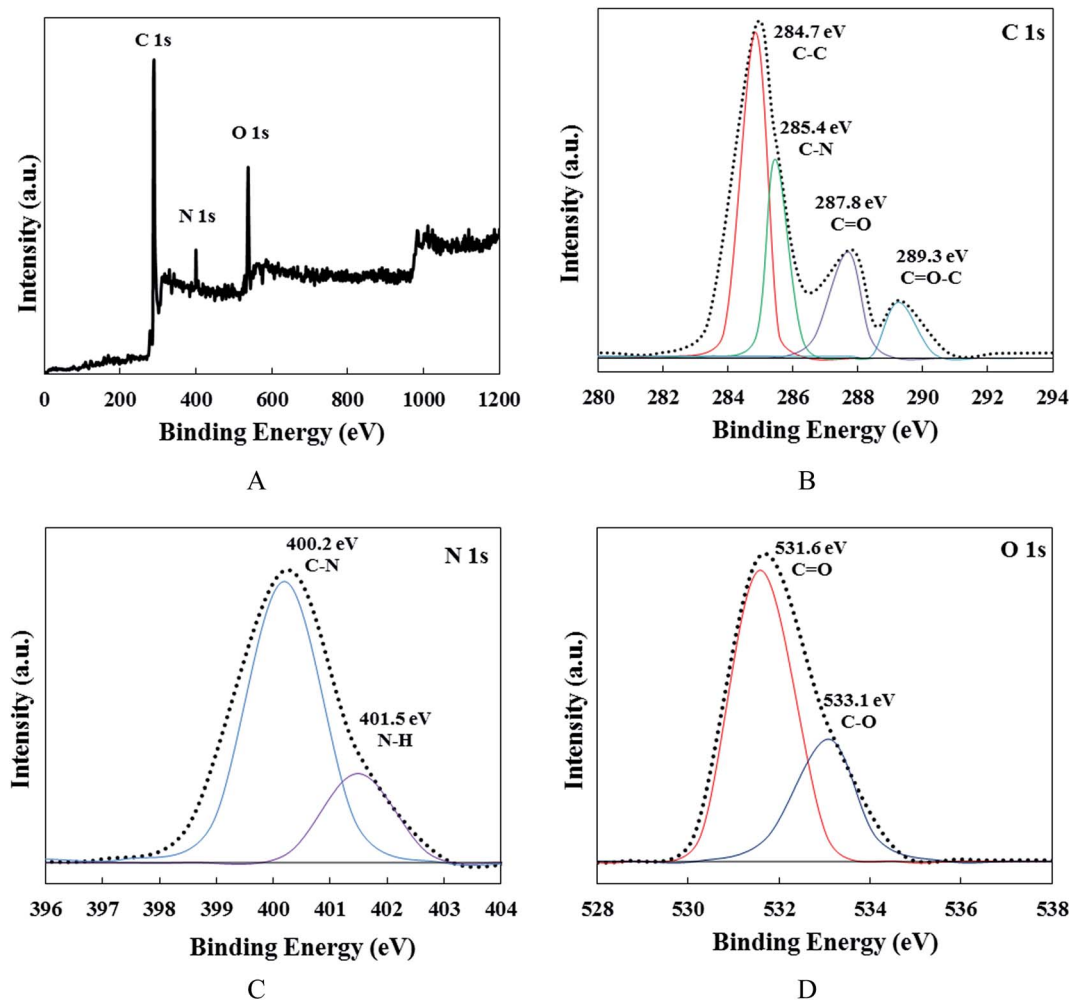 C 1s
O 1s
N 1s
Intensity (a.u.)
0 200 400 600 800 1000 1200
Binding Energy (eV)
A
C 1s
284.7 eV
C-C
285.4 eV
C-N
287.8 eV
C=O
289.3 eV
C=O-C
Intensity (a.u.)
280 282 284 286 288 290 292 294
Binding Energy (eV)
B
N 1s
400.2 eV
C-N
401.5 eV
N-H
Intensity (a.u.)
396 397 398 399 400 401 402 403 404
Binding Energy (eV)
C
O 1s
531.6 eV
C=O
533.1 eV
C-O
Intensity (a.u.)
528 530 532 534 536 538
Binding Energy (eV)
D